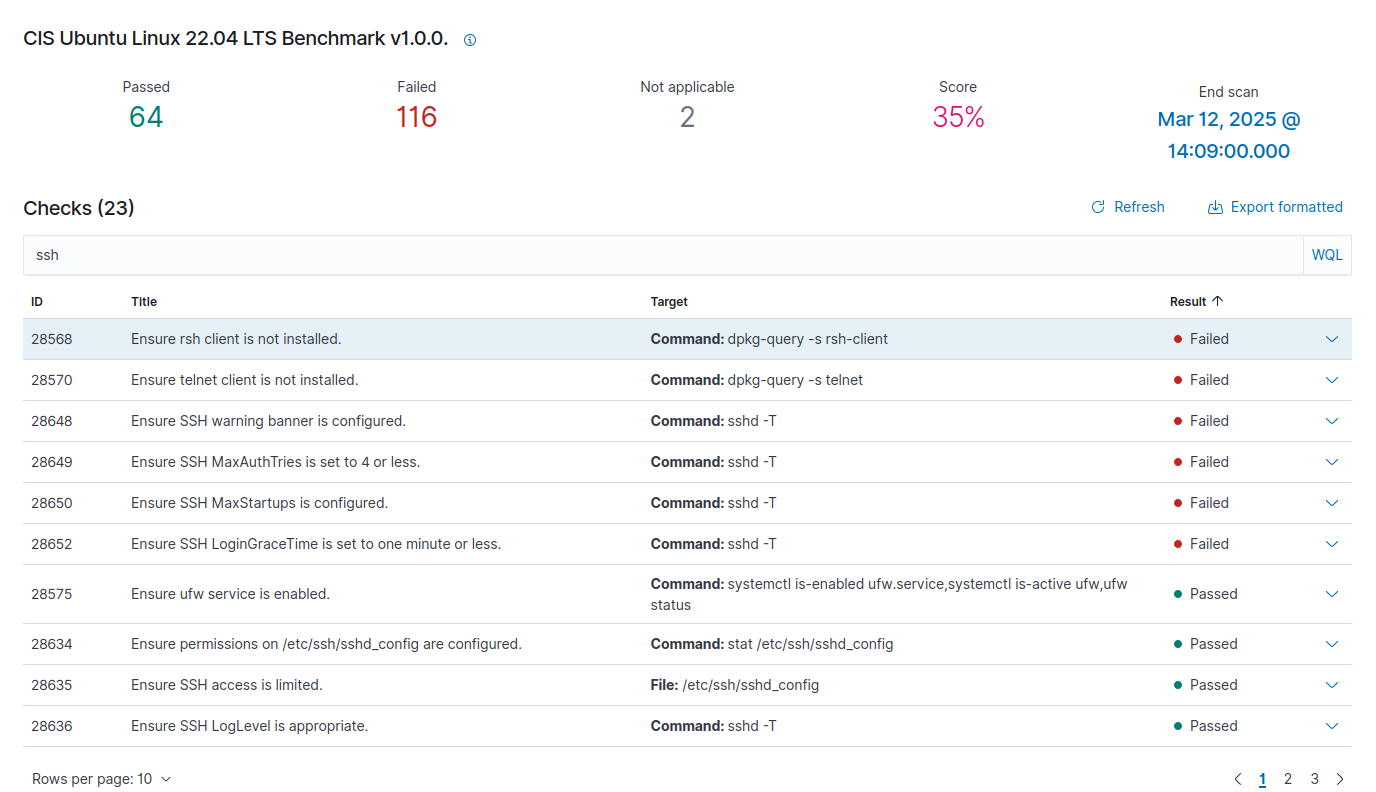 CIS Ubuntu Linux 22.04 LTS Benchmark v1.0.0.
Passed Failed Not applicable Score End scan
64 116 2 35% Mar 12, 2025 @
14:09:00.000
Checks (23) Refresh Export formatted
ssh WQL
ID Title Target Result
28568 Ensure rsh client is not installed. Command: dpkg-query -s rsh-client Failed
28570 Ensure telnet client is not installed. Command: dpkg-query -s telnet Failed
28648 Ensure SSH warning banner is configured. Command: sshd -T Failed
28649 Ensure SSH MaxAuthTries is set to 4 or less. Command: sshd -T Failed
28650 Ensure SSH MaxStartups is configured. Command: sshd -T Failed
28652 Ensure SSH LoginGraceTime is set to one minute or less. Command: sshd -T Failed
28575 Ensure ufw service is enabled. Command: systemctl is-enabled ufw.service,systemctl is-active ufw,ufw
status Passed
28634 Ensure permissions on /etc/ssh/sshd_config are configured. Command: stat /etc/ssh/sshd_config Passed
28635 Ensure SSH access is limited. File: /etc/ssh/sshd_config Passed
28636 Ensure SSH LogLevel is appropriate. Command: sshd -T Passed
Rows per page: 10 1 2 3